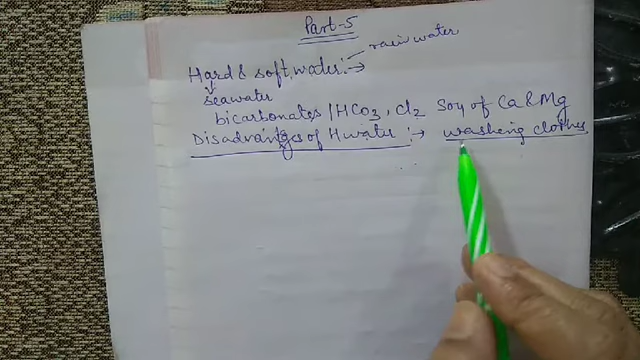 Part-5
rain water
Hard & soft water :→
seawater
bicarbonates / HCO3, Cl2 SO4 of Ca & Mg
Disadvantages of H water :→ washing clothes